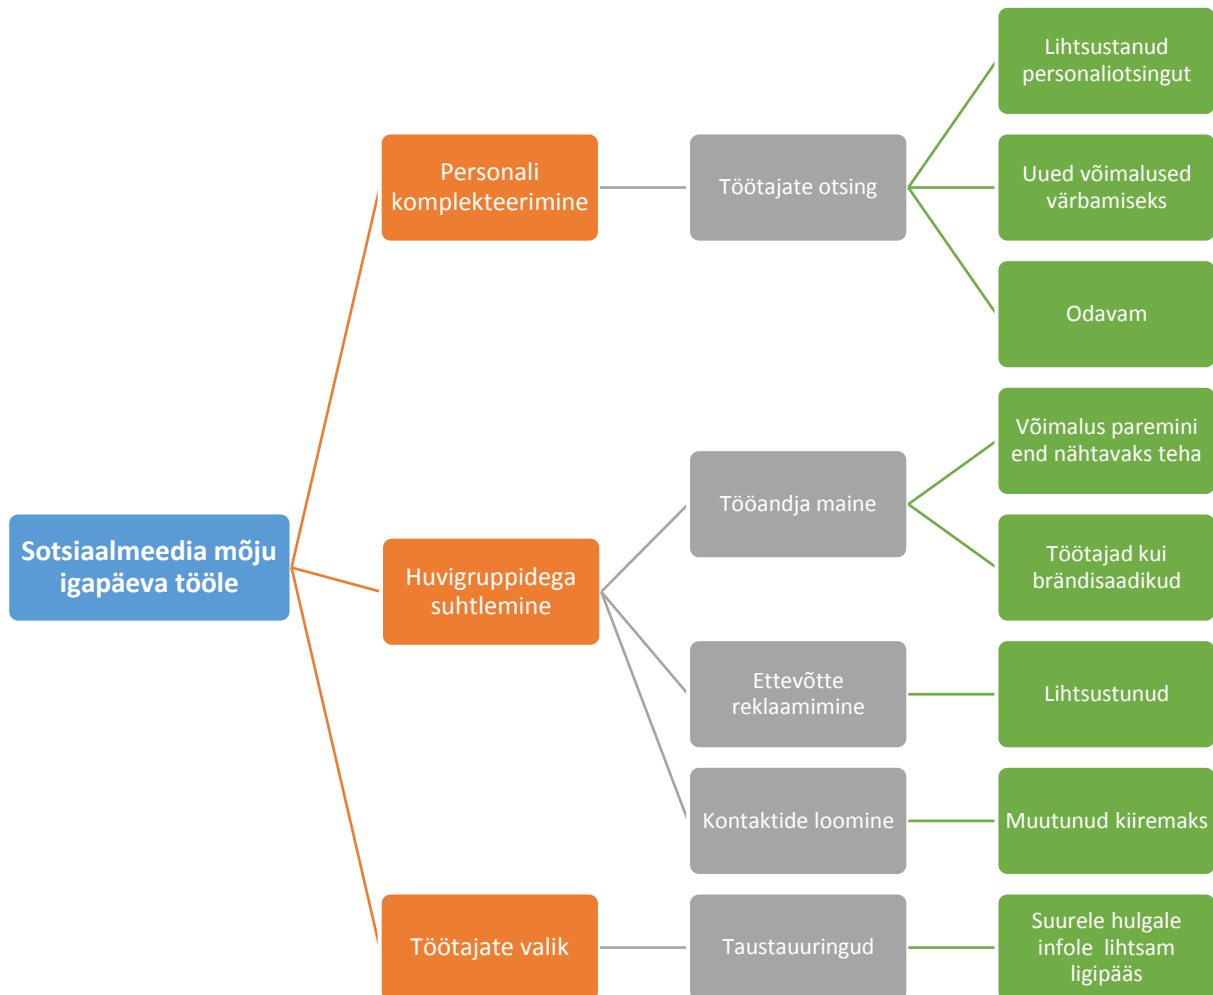 Sotsiaalmedia mõju
igapäeva tööle
Personali
komplekteerimine
Töötajate otsing
Lihtsustanud
personaliotsingut
Uued võimalused
värbamiseks
Odavam
Huvigruppidega
suhtlemine
Tööandja maine
Võimalus paremini
end nähtavaks teha
Töötajad kui
brändisaadikud
Ettevõtte
reklaamimine
Lihtsustunud
Kontaktide loomine
Muutunud kiiremaks
Töötajate valik
Taustauuringud
Suurele hulgale
infole lihtsam
ligipääs